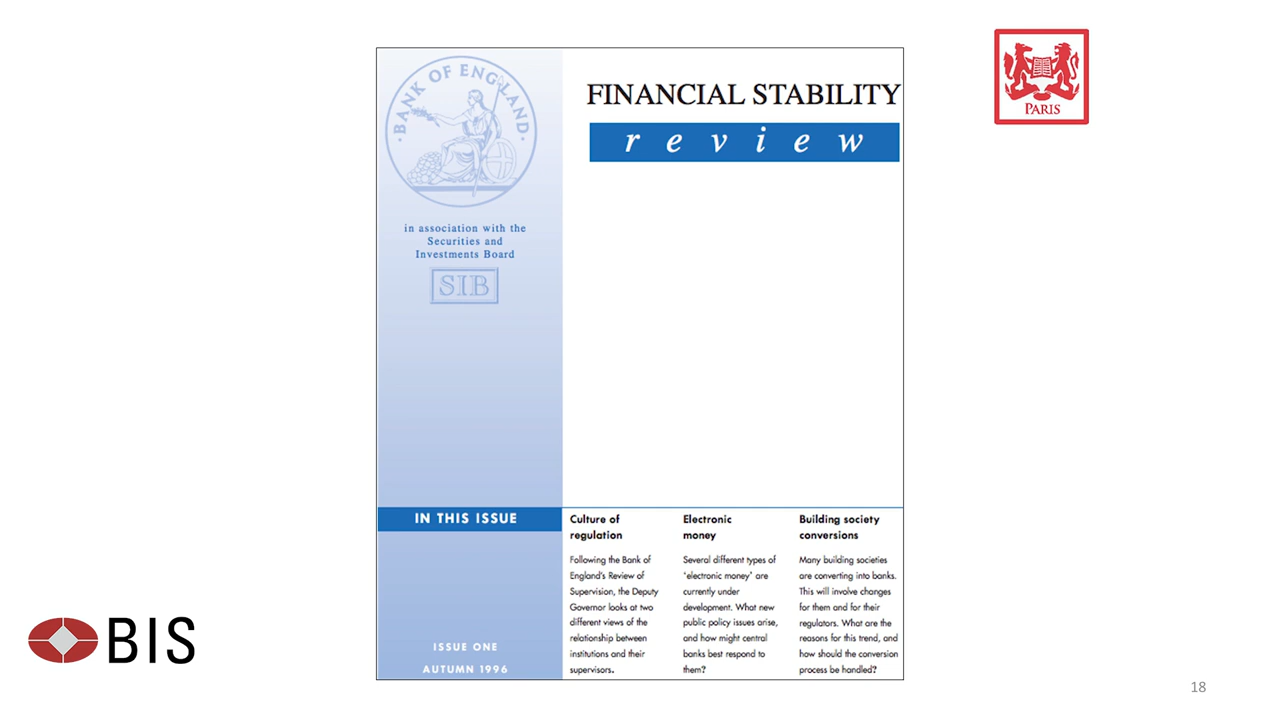 BANK OF ENGLAND
FINANCIAL STABILITY
review
PARIS
in association with the
Securities and
Investments Board
SIB
IN THIS ISSUE
ISSUE ONE
AUTUMN 1996
Culture of
regulation
Following the Bank of
England's Review of
Supervision, the Deputy
Governor looks at two
different views of the
relationship between
institutions and their
supervisors.
Electronic
money
Several different types of
'electronic money' are
currently under
development. What new
public policy issues arise,
and how might central
banks best respond to
them?
Building society
conversions
Many building societies
are converting into banks.
This will involve changes
for them and for their
regulators. What are the
reasons for this trend, and
how should the conversion
process be handled?
BIS
18